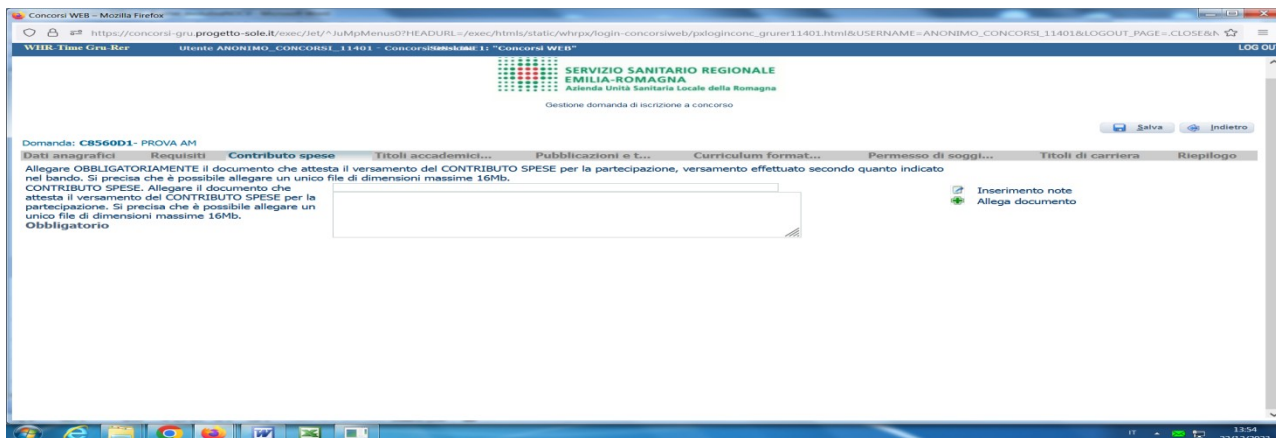 Concorsi WEB – Mozilla Firefox
https://concorsi-gru.progetto-sole.it/exec/Jet/^JuMpMenus0?HEADURL=/exec/htmls/static/whrpx/login-concorsiweb/pxloginconc_grurer11401.html&USERNAME=ANONIMO_CONCORSI_11401&LOGOUT_PAGE=.CLOSE&N
WHR-Time Gru-Rer Utente ANONIMO_CONCORSI_11401 - Concorsi 1: "Concorsi WEB" LOG OU
SERVIZIO SANITARIO REGIONALE
EMILIA-ROMAGNA
Azienda Unità Sanitaria Locale della Romagna
Gestione domanda di iscrizione a concorso
Salva Indietro
Domanda: C8560D1- PROVA AM
Dati anagrafici Requisiti Contributo spese Titoli accademici... Pubblicazioni e t... Curriculum format... Permesso di soggi... Titoli di carriera Riepilogo
Allegare OBBLIGATORIAMENTE il documento che attesta il versamento del CONTRIBUTO SPESE per la partecipazione, versamento effettuato secondo quanto indicato
nel bando. Si precisa che è possibile allegare un unico file di dimensioni massime 16Mb.
CONTRIBUTO SPESE. Allegare il documento che
attesta il versamento del CONTRIBUTO SPESE per la
partecipazione. Si precisa che è possibile allegare un
unico file di dimensioni massime 16Mb.
Obbligatorio
Inserimento note
Allega documento
IT 13:54